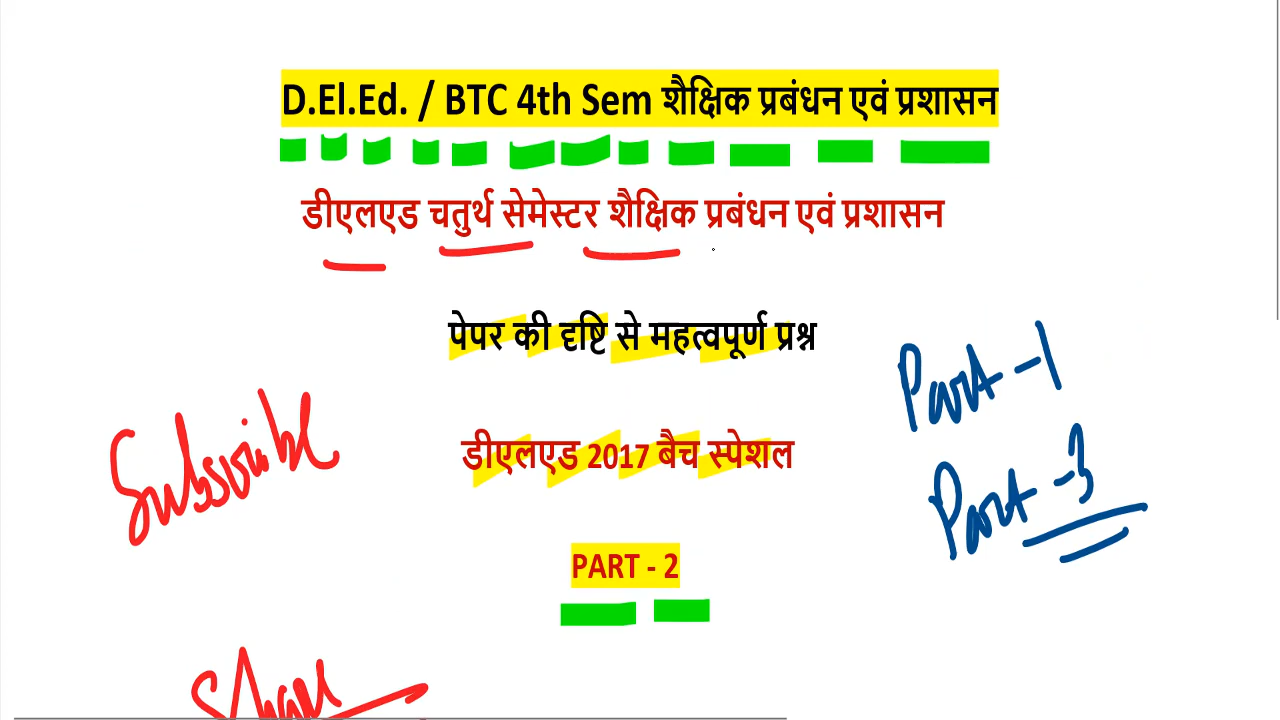 D.El.Ed. / BTC 4th Sem शैक्षिक प्रबंधन एवं प्रशासन
डीएलएड चतुर्थ सेमेस्टर शैक्षिक प्रबंधन एवं प्रशासन
पेपर की दृष्टि से महत्वपूर्ण प्रश्न
Part -1
Subscribe
डीएलएड 2017 बैच स्पेशल
Part -3
PART - 2
Share